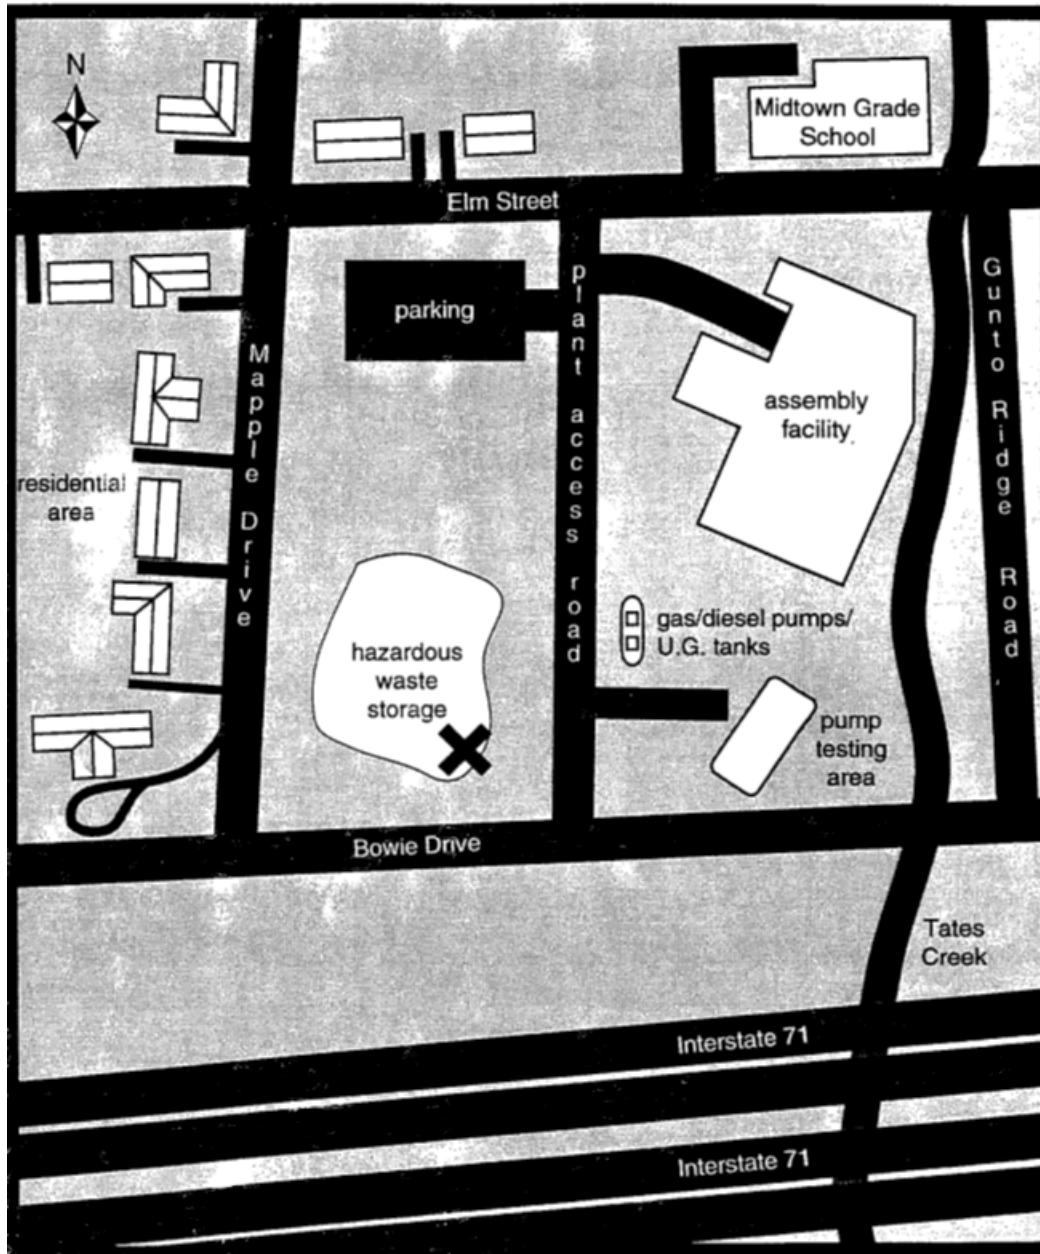 N
Midtown Grade
School
Elm Street
plant access road
parking
Gunto Ridge Road
Mapple Drive
assembly
facility
residential
area
gas/diesel pumps/
U.G. tanks
hazardous
waste
storage
pump
testing
area
Bowie Drive
Tates
Creek
Interstate 71
Interstate 71